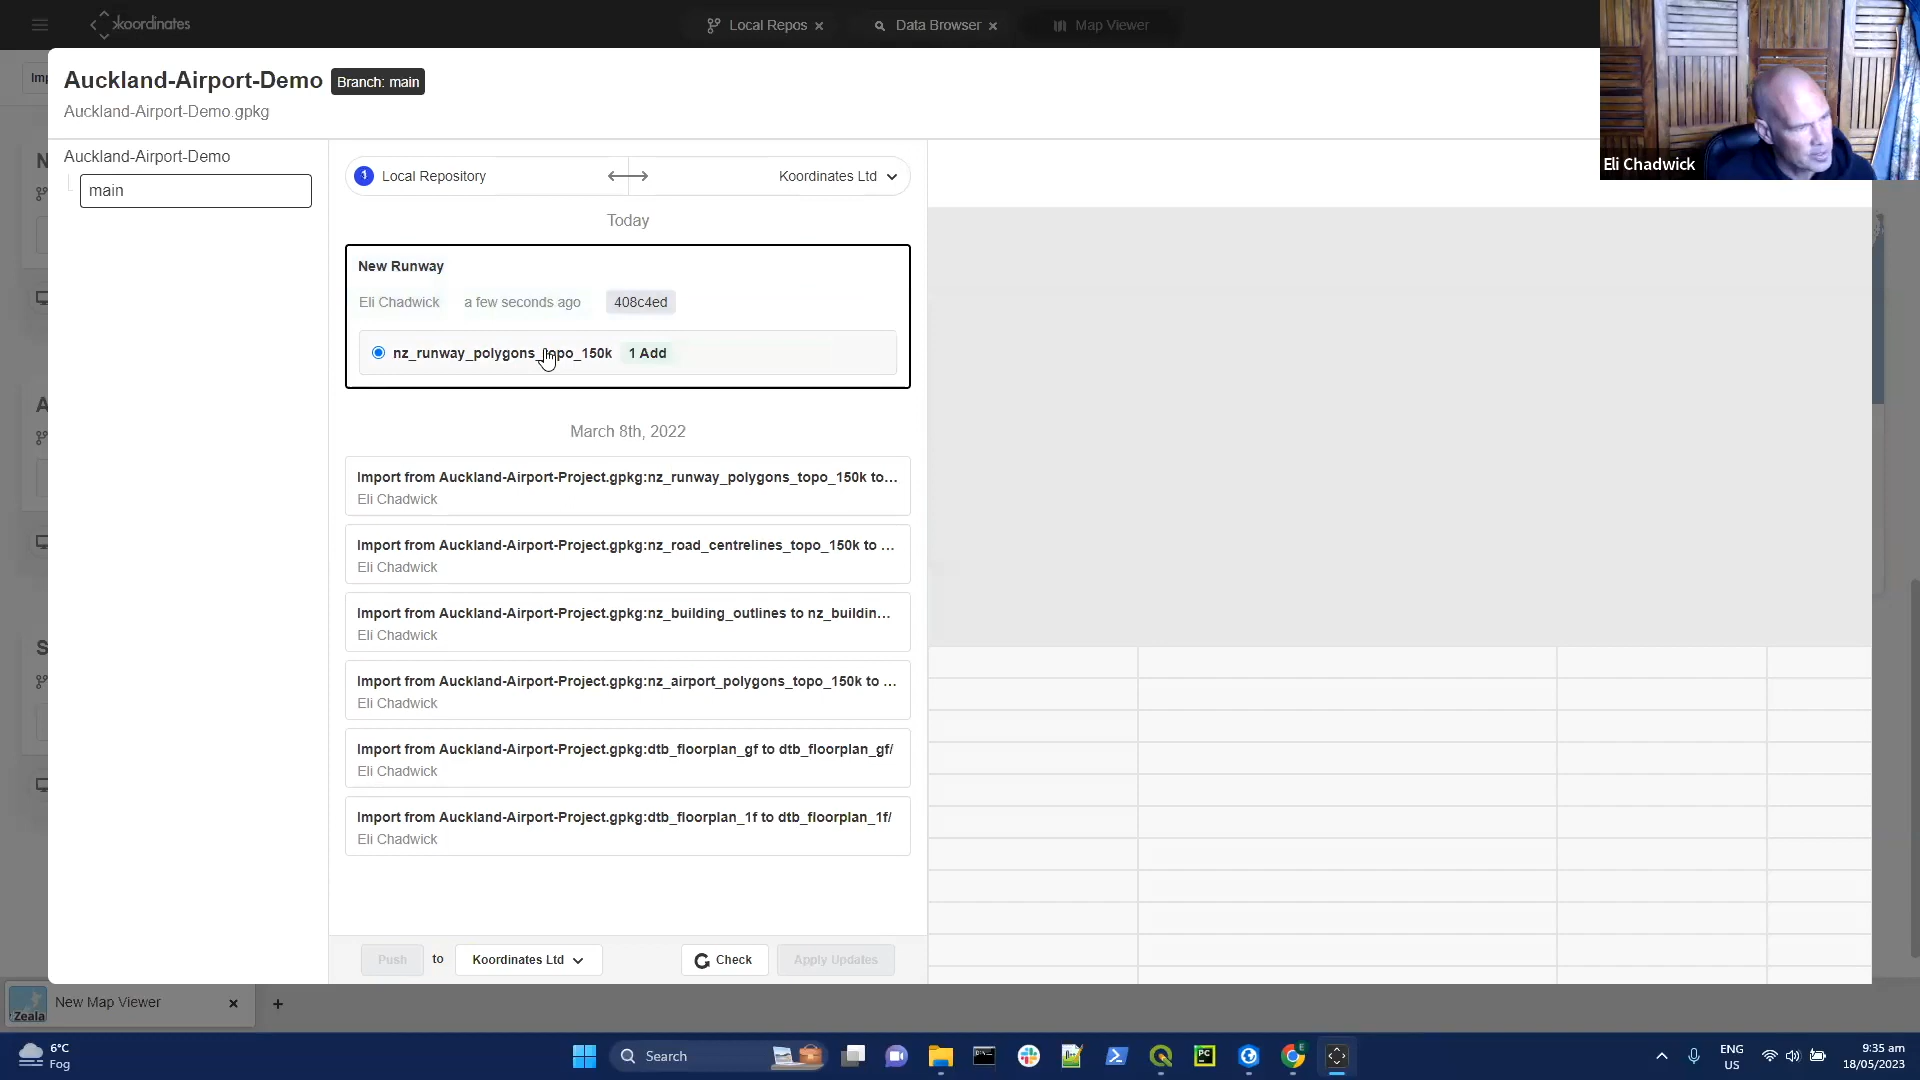 koordinates
Local Repos
Data Browser
Map Viewer
Auckland-Airport-Demo
Branch: main
Auckland-Airport-Demo.gpkg
Eli Chadwick
Auckland-Airport-Demo
main
1 Local Repository
Koordinates Ltd
Today
New Runway
Eli Chadwick a few seconds ago 408c4ed
nz_runway_polygons_topo_150k 1 Add
March 8th, 2022
Import from Auckland-Airport-Project.gpkg:nz_runway_polygons_topo_150k to...
Eli Chadwick
Import from Auckland-Airport-Project.gpkg:nz_road_centrelines_topo_150k to ...
Eli Chadwick
Import from Auckland-Airport-Project.gpkg:nz_building_outlines to nz_buildin...
Eli Chadwick
Import from Auckland-Airport-Project.gpkg:nz_airport_polygons_topo_150k to ...
Eli Chadwick
Import from Auckland-Airport-Project.gpkg:dtb_floorplan_gf to dtb_floorplan_gf/
Eli Chadwick
Import from Auckland-Airport-Project.gpkg:dtb_floorplan_1f to dtb_floorplan_1f/
Eli Chadwick
Push to Koordinates Ltd Check Apply Updates
New Map Viewer
Zeala
6°C
Fog
Search
PC
ENG
US
9:35 am
18/05/2023